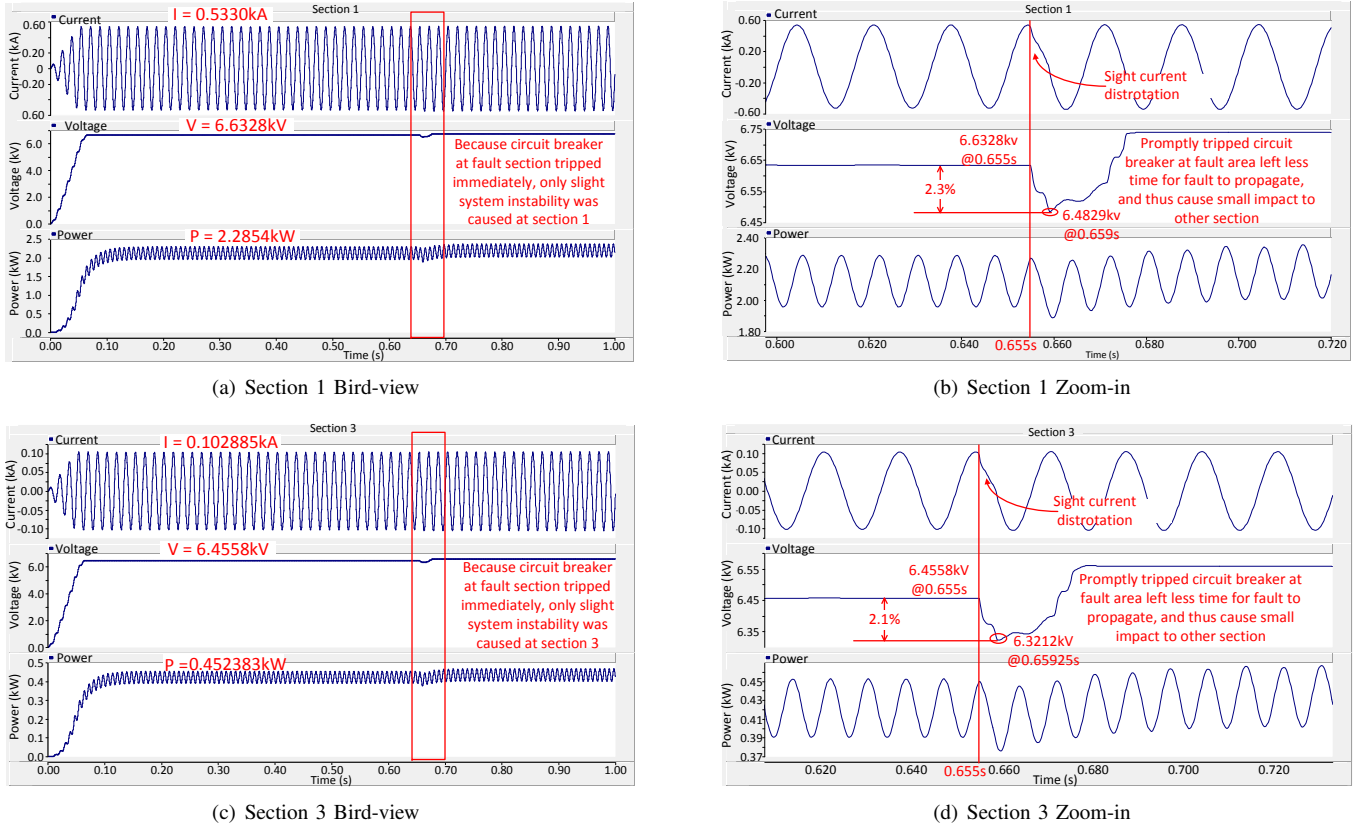 Section 1
Current
I = 0.5330kA
Current (kA)
0.60
0.20
0
0.20
0.60
Voltage
V = 6.6328kV
Voltage (kV)
6.0
4.0
2.0
0.0
Because circuit breaker
at fault section tripped
immediately, only slight
system instability was
caused at section 1
Power
P = 2.2854kW
Power (kW)
2.5
2.0
1.5
1.0
0.5
0.0
0.00 0.10 0.20 0.30 0.40 0.50 0.60 0.70 0.80 0.90 1.00
Time (s)
(a) Section 1 Bird-view
Section 1
Current
Current (kA)
0.60
0.20
0.00
-0.20
-0.60
Sight current
distrotation
Voltage
Voltage (kV)
6.75
6.65
6.55
6.45
6.6328kv
@0.655s
2.3%
6.4829kv
@0.659s
Promptly tripped circuit
breaker at fault area left less
time for fault to propagate,
and thus cause small impact to
other section
Power
Power (kW)
2.40
2.20
2.00
1.80
0.600 0.620 0.640 0.655s 0.660 0.680 0.700 0.720
Time (s)
(b) Section 1 Zoom-in
Section 3
Current
I = 0.102885kA
Current (kA)
0.10
0.05
0.00
-0.05
-0.10
Voltage
V = 6.4558kV
Voltage (kV)
6.0
4.0
2.0
0.0
Because circuit breaker
at fault section tripped
immediately, only slight
system instability was
caused at section 3
Power
P = 0.452383kW
Power (kW)
0.5
0.4
0.3
0.2
0.1
0.0
0.00 0.10 0.20 0.30 0.40 0.50 0.60 0.70 0.80 0.90 1.00
Time (s)
(c) Section 3 Bird-view
Section 3
Current
Current (kA)
0.10
0.05
0.00
-0.05
-0.10
Sight current
distrotation
Voltage
Voltage (kV)
6.55
6.45
6.35
6.4558kV
@0.655s
2.1%
6.3212kV
@0.65925s
Promptly tripped circuit breaker at
fault area left less time for fault to
propagate, and thus cause small
impact to other section
Power
Power (kW)
0.45
0.41
0.39
0.37
0.620 0.640 0.655s 0.660 0.680 0.700 0.720
Time (s)
(d) Section 3 Zoom-in